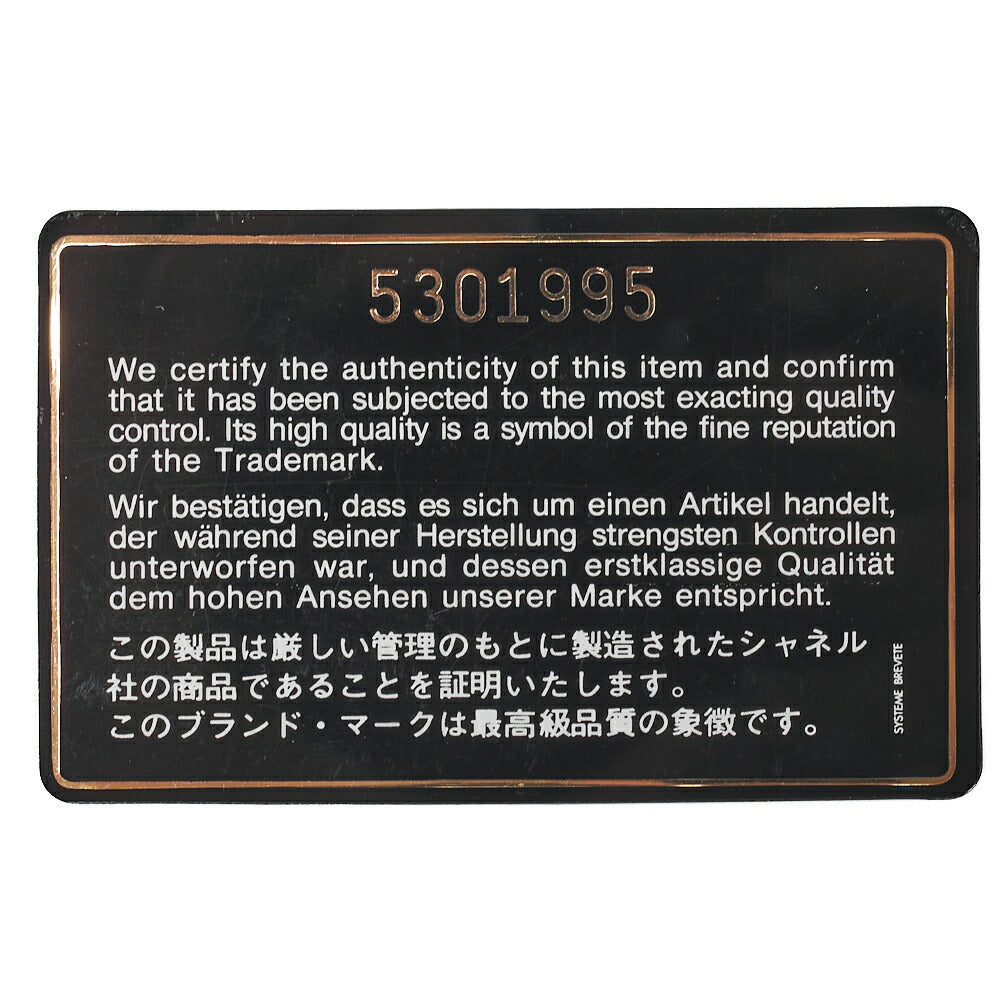 5301995
We certify the authenticity of this item and confirm
that it has been subjected to the most exacting quality
control. Its high quality is a symbol of the fine reputation
of the Trademark.
Wir bestätigen, dass es sich um einen Artikel handelt,
der während seiner Herstellung strengsten Kontrollen
unterworfen war, und dessen erstklassige Qualität
dem hohen Ansehen unserer Marke entspricht.
この製品は厳しい管理のもとに製造されたシャネル
社の商品であることを証明いたします。
このブランド・マークは最高級品質の象徴です。
SYSTEME BREVETE